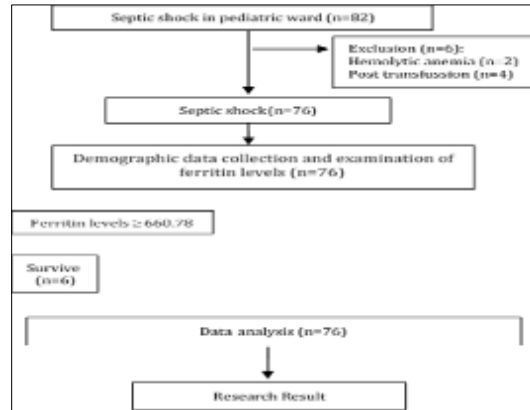 Septic shock in pediatric ward (n=82)
Exclusion (n=6):
Hemolytic anemia (n=2)
Post transfussion (n=4)
Septic shock(n=76)
Demographic data collection and examination of
ferritin levels (n=76)
Ferritin levels ≥ 660.78
Survive
(n=6)
Data analysis (n=76)
Research Result